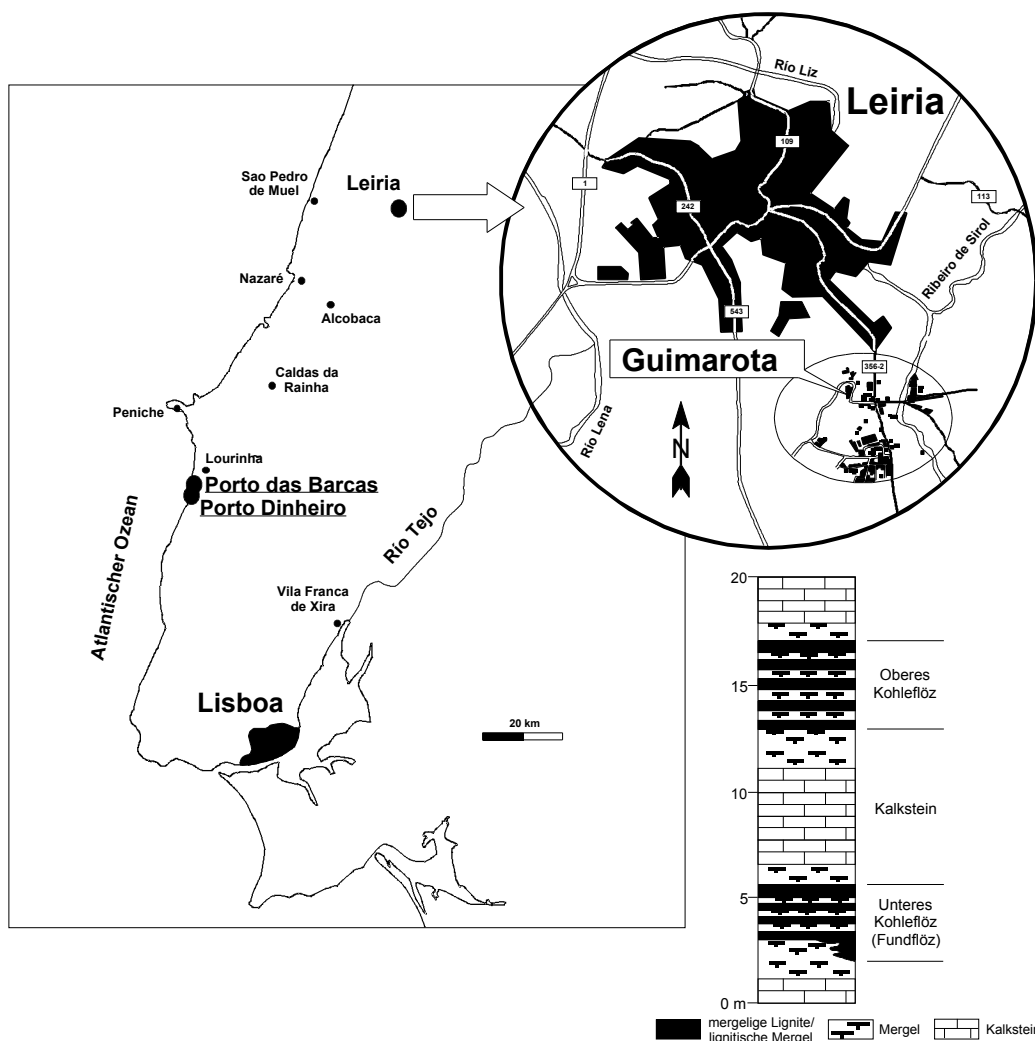 Río Liz
Leiria
109
1
242
113
Ribeiro de Sirol
543
Guimarota
356-2
Río Lena
N
Sao Pedro
de Muel
Leiria
Nazaré
Alcobaca
Caldas da
Rainha
Peniche
Lourinha
Porto das Barcas
Porto Dinheiro
Atlantischer Ozean
Río Tejo
Vila Franca
de Xira
Lisboa
20 km
20
15
10
5
0 m
Oberes
Kohleflöz
Kalkstein
Unteres
Kohleflöz
(Fundflöz)
mergelige Lignite/
lignitische Mergel
Mergel
Kalkstein